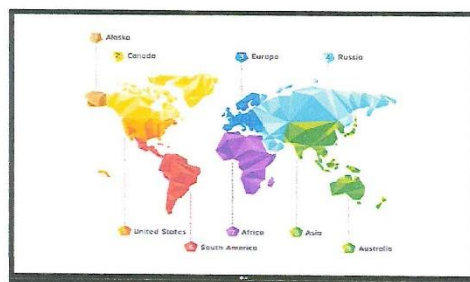 Alaska
Canada
Europe
Russia
United States
South America
Africa
Asia
Australia